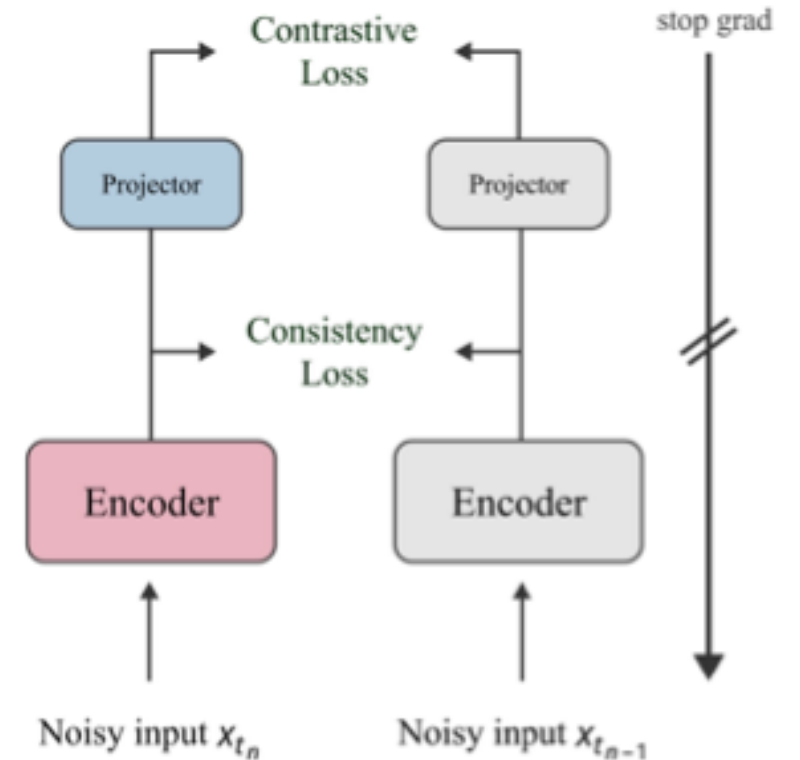 Contrastive
Loss
stop grad
Projector
Projector
Consistency
Loss
Encoder
Encoder
Noisy input x_{t_n}
Noisy input x_{t_{n-1}}